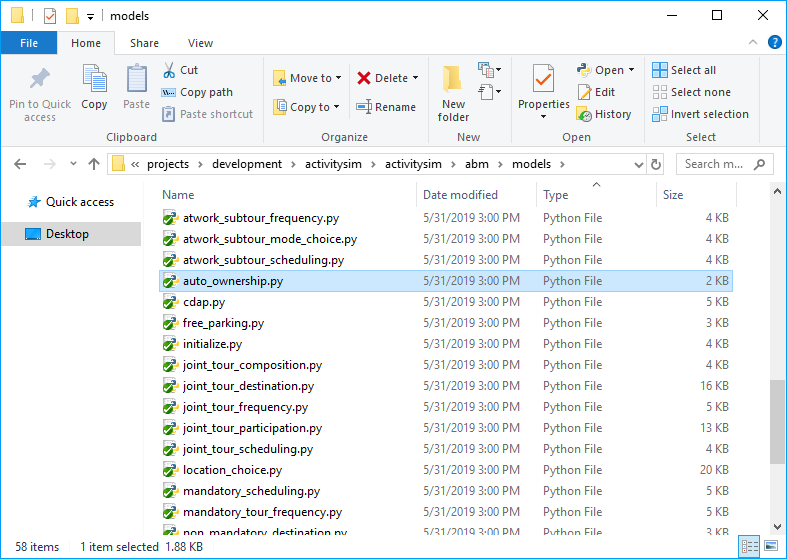 models
File Home Share View
Pin to Quick access
Copy
Paste
Cut
Copy path
Paste shortcut
Clipboard
Move to
Copy to
Delete
Rename
Organize
New folder
New
Properties
Open
Edit
History
Open
Select all
Select none
Invert selection
Select
« projects > development > activitysim > activitysim > abm > models >
Search m...
Quick access
Desktop
Name Date modified Type Size
atwork_subtour_frequency.py 5/31/2019 3:00 PM Python File 4 KB
atwork_subtour_mode_choice.py 5/31/2019 3:00 PM Python File 4 KB
atwork_subtour_scheduling.py 5/31/2019 3:00 PM Python File 4 KB
auto_ownership.py 5/31/2019 3:00 PM Python File 2 KB
cdap.py 5/31/2019 3:00 PM Python File 5 KB
free_parking.py 5/31/2019 3:00 PM Python File 3 KB
initialize.py 5/31/2019 3:00 PM Python File 4 KB
joint_tour_composition.py 5/31/2019 3:00 PM Python File 4 KB
joint_tour_destination.py 5/31/2019 3:00 PM Python File 16 KB
joint_tour_frequency.py 5/31/2019 3:00 PM Python File 5 KB
joint_tour_participation.py 5/31/2019 3:00 PM Python File 13 KB
joint_tour_scheduling.py 5/31/2019 3:00 PM Python File 4 KB
location_choice.py 5/31/2019 3:00 PM Python File 20 KB
mandatory_scheduling.py 5/31/2019 3:00 PM Python File 5 KB
mandatory_tour_frequency.py 5/31/2019 3:00 PM Python File 5 KB
non_mandatory_destination.py 5/31/2019 3:00 PM Python File 3 KB
58 items 1 item selected 1.88 KB